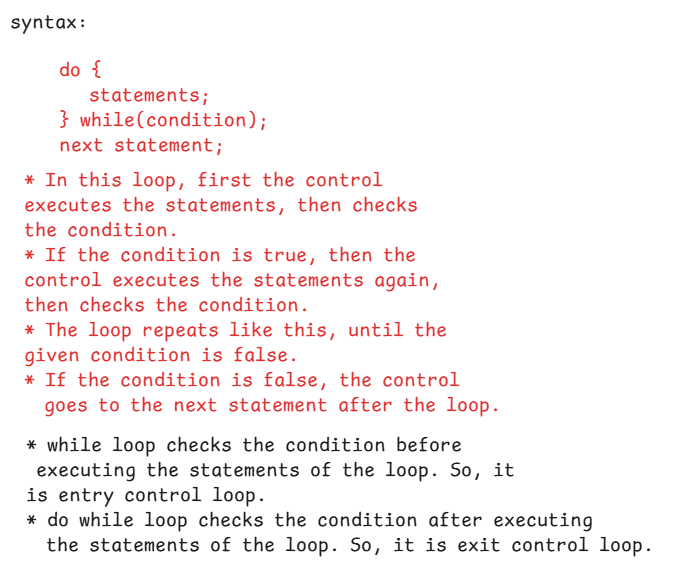 syntax:
do {
statements;
} while(condition);
next statement;
* In this loop, first the control
executes the statements, then checks
the condition.
* If the condition is true, then the
control executes the statements again,
then checks the condition.
* The loop repeats like this, until the
given condition is false.
* If the condition is false, the control
goes to the next statement after the loop.
* while loop checks the condition before
executing the statements of the loop. So, it
is entry control loop.
* do while loop checks the condition after executing
the statements of the loop. So, it is exit control loop.